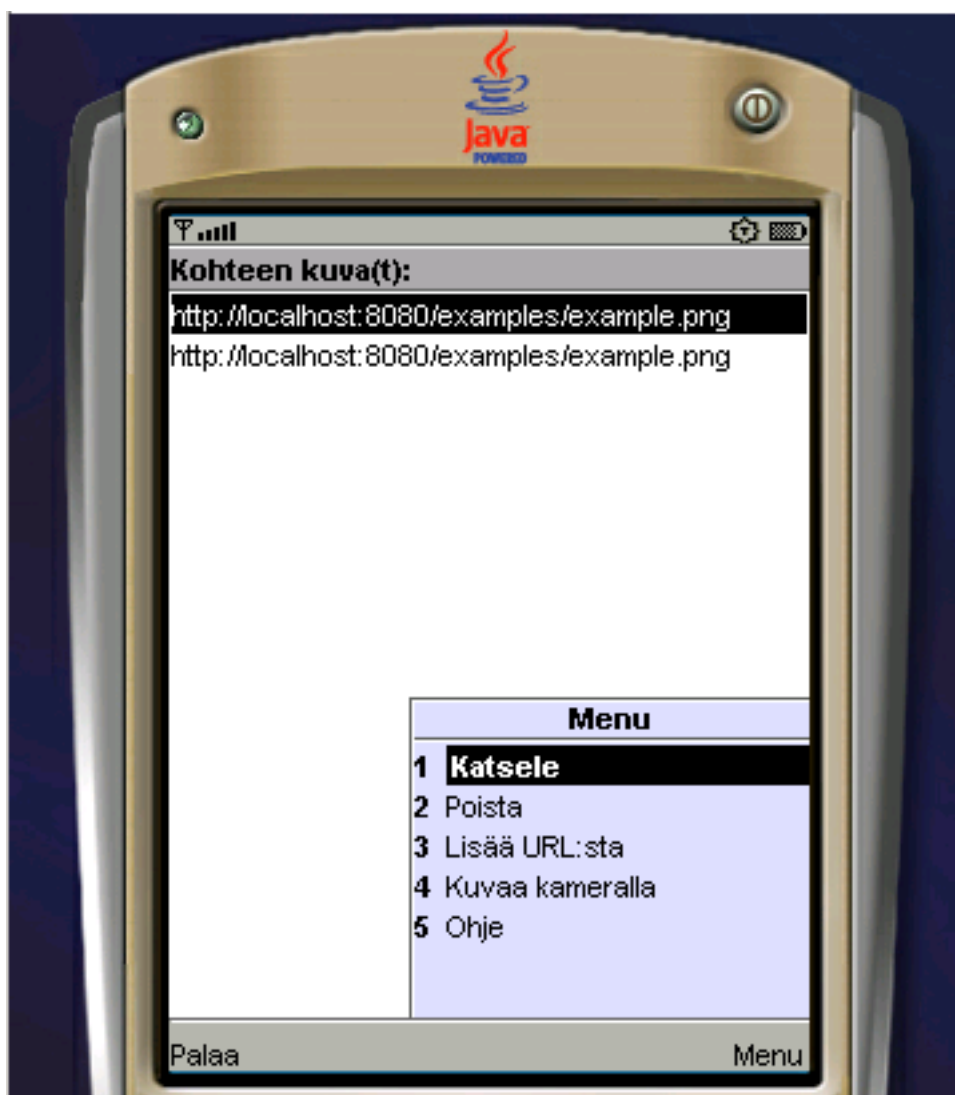 Java
POWERED
Kohteen kuva(t):
http://localhost:8080/examples/example.png
http://localhost:8080/examples/example.png
Menu
1 Katsele
2 Poista
3 Lisää URL:sta
4 Kuvaa kameralla
5 Ohje
Palaa Menu